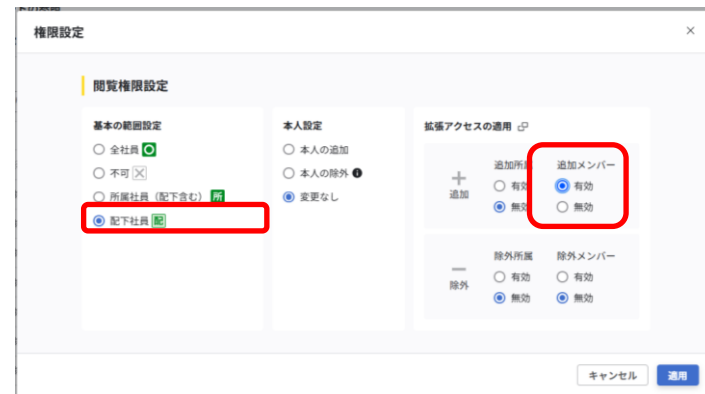 権限設定
×
閲覧権限設定
基本の範囲設定
全社員
不可
所属社員（配下含む） 所
配下社員 配
本人設定
本人の追加
本人の除外
変更なし
拡張アクセスの適用
追加
追加所属
有効
無効
追加メンバー
有効
無効
除外
除外所属
有効
無効
除外メンバー
有効
無効
キャンセル
適用